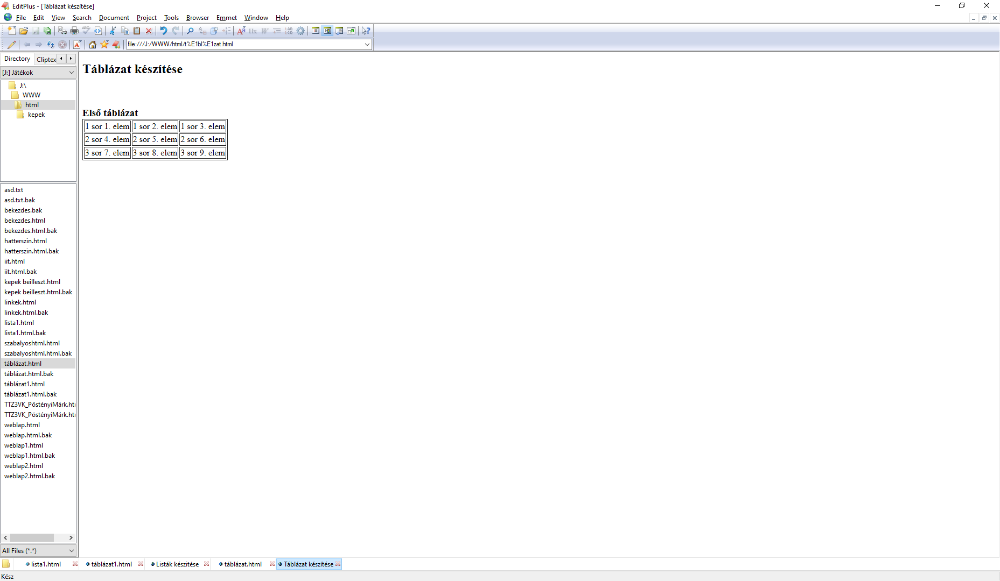 EditPlus - [Táblázat készítése]
File Edit View Search Document Project Tools Browser Emmet Window Help
file:///J:/WWW/html/t%E1bl%E1zat.html
Directory Cliptex
[J:] Játékok
J:\
WWW
html
kepek
Táblázat készítése
Első táblázat
1 sor 1. elem 1 sor 2. elem 1 sor 3. elem
2 sor 4. elem 2 sor 5. elem 2 sor 6. elem
3 sor 7. elem 3 sor 8. elem 3 sor 9. elem
asd.txt
asd.txt.bak
bekezdes.bak
bekezdes.html
bekezdes.html.bak
hatterszin.html
hatterszin.html.bak
iit.html
iit.html.bak
kepek beilleszt.html
kepek beilleszt.html.bak
linkek.html
linkek.html.bak
lista1.html
lista1.html.bak
szabalyoshtml.html
szabalyoshtml.html.bak
táblázat.html
táblázat.html.bak
táblázat1.html
táblázat1.html.bak
TTZ3VK_PöstényiMárk.htm
TTZ3VK_PöstényiMárk.htm
weblap.html
weblap.html.bak
weblap1.html
weblap1.html.bak
weblap2.html
weblap2.html.bak
All Files (*.*)
lista1.html táblázat1.html Listák készitése táblázat.html Táblázat készítése
Kész